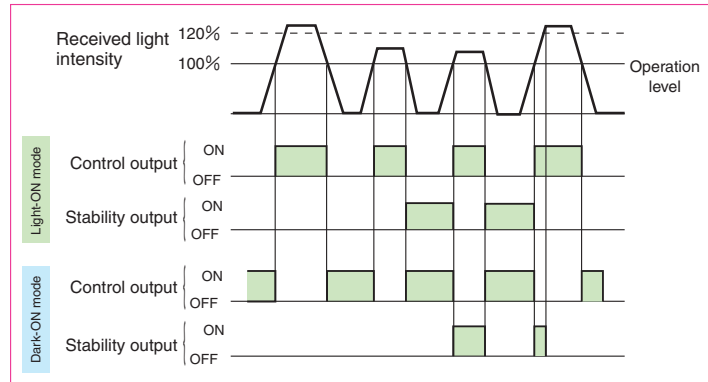 Received light
intensity
120%
100%
Operation
level
Light-ON mode
Control output
ON
OFF
Stability output
ON
OFF
Dark-ON mode
Control output
ON
OFF
Stability output
ON
OFF